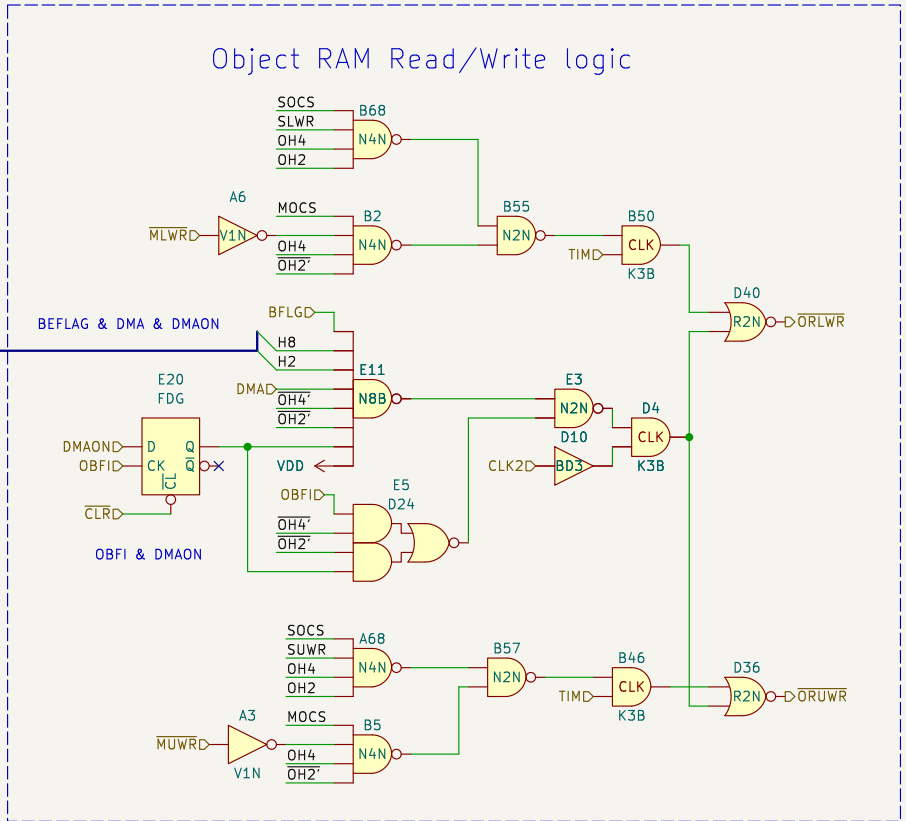 Object RAM Read/Write logic
SOCS
SLWR
OH4
OH2
B68
N4N
A6
MLWR
V1N
MOCS
OH4
OH2'
B2
N4N
B55
N2N
B50
CLK
TIM
K3B
D40
R2N
ORLWR
BEFLAG & DMA & DMAON
BFLG
H8
H2
DMA
OH4'
OH2'
E11
N8B
VDD
E20
FDG
DMAON
D
Q
OBFI
CK
Q
CL
CLR
OBFI & DMAON
E3
N2N
D4
CLK
K3B
D10
CLK2
BD3
OBFI
E5
D24
OH4'
OH2'
SOCS
SUWR
OH4
OH2
A68
N4N
A3
MUWR
V1N
MOCS
OH4
OH2'
B5
N4N
B57
N2N
B46
CLK
TIM
K3B
D36
R2N
ORUWR